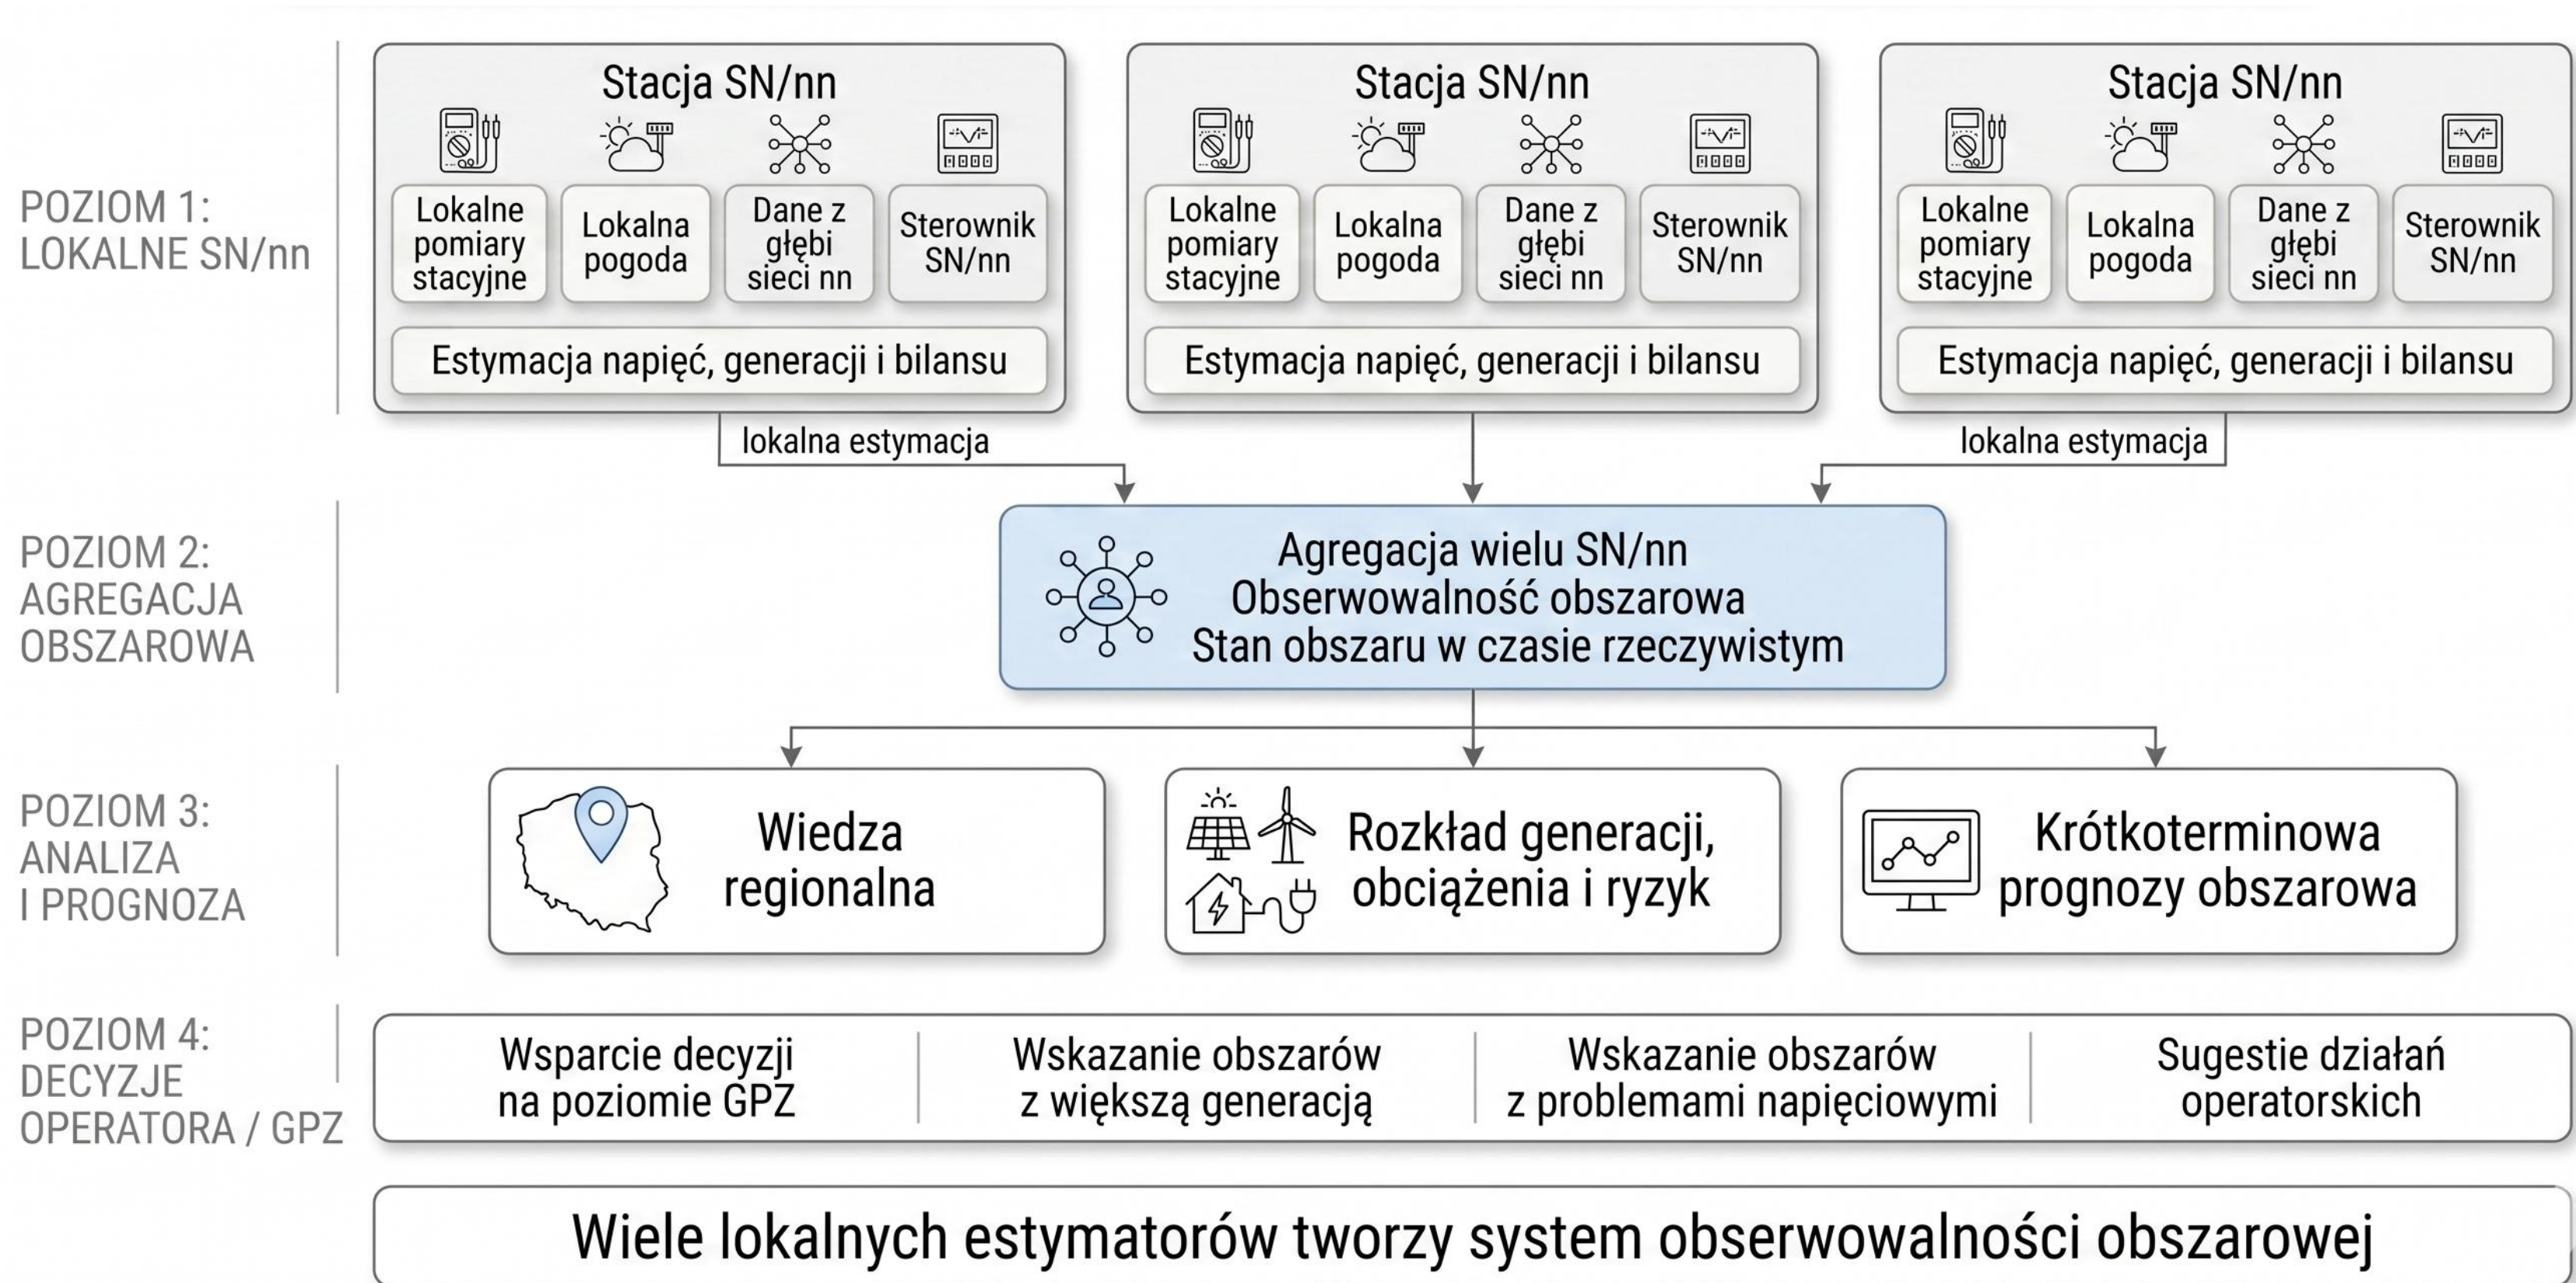 POZIOM 1:
LOKALNE SN/nn
Stacja SN/nn
Lokalne
pomiary
stacyjne
Lokalna
pogoda
Dane z
głębi
sieci nn
Sterownik
SN/nn
Estymacja napięć, generacji i bilansu
Stacja SN/nn
Lokalne
pomiary
stacyjne
Lokalna
pogoda
Dane z
głębi
sieci nn
Sterownik
SN/nn
Estymacja napięć, generacji i bilansu
Stacja SN/nn
Lokalne
pomiary
stacyjne
Lokalna
pogoda
Dane z
głębi
sieci nn
Sterownik
SN/nn
Estymacja napięć, generacji i bilansu
lokalna estymacja
lokalna estymacja
POZIOM 2:
AGREGACJA
OBSZAROWA
Agregacja wielu SN/nn
Obserwowalność obszarowa
Stan obszaru w czasie rzeczywistym
POZIOM 3:
ANALIZA
I PROGNOZA
Wiedza
regionalna
Rozkład generacji,
obciążenia i ryzyk
Krótkoterminowa
prognozy obszarowa
POZIOM 4:
DECYZJE
OPERATORA / GPZ
Wsparcie decyzji
na poziomie GPZ
Wskazanie obszarów
z większą generacją
Wskazanie obszarów
z problemami napięciowymi
Sugestie działań
operatorskich
Wiele lokalnych estymatorów tworzy system obserwowalności obszarowej